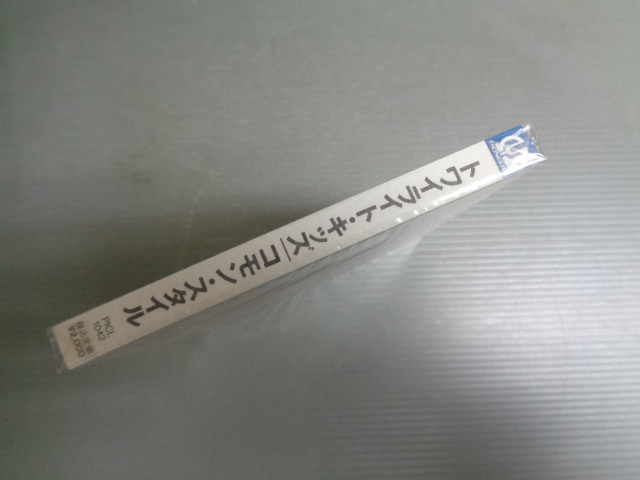 PIONEER
トワイライト・キッズ/コモン・スタイル
PICL
1042
税込定価
¥2,000